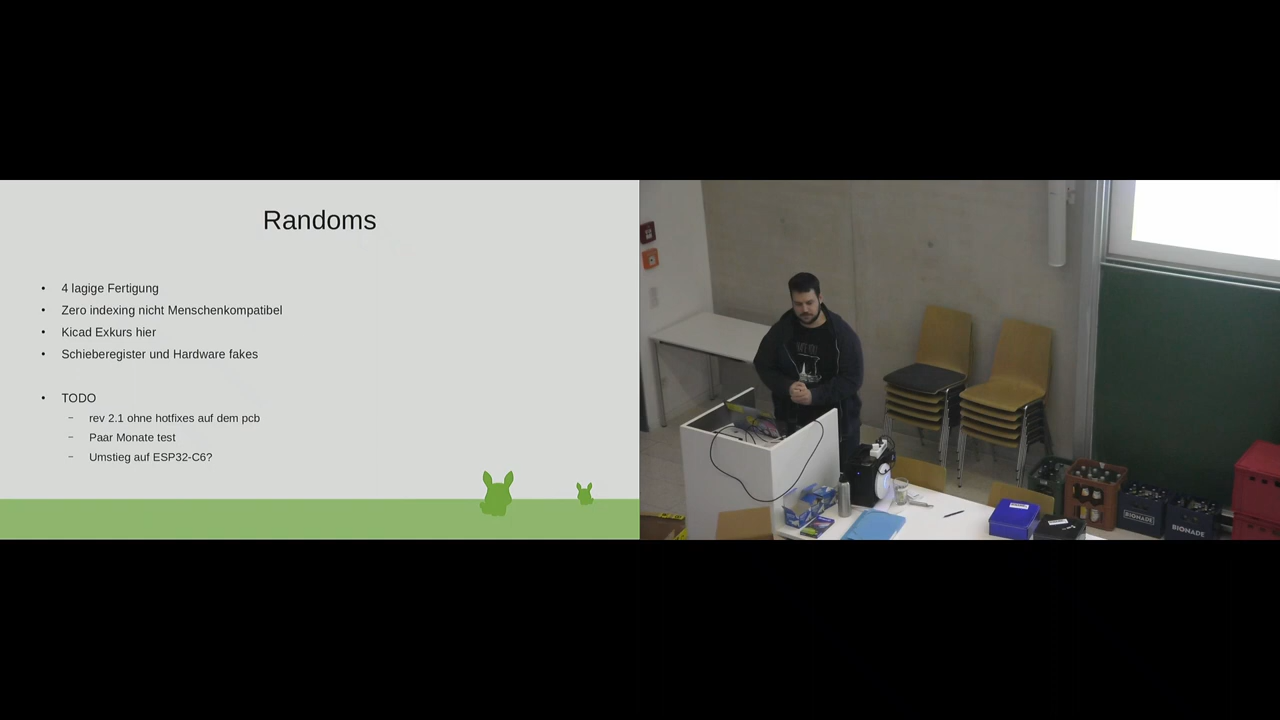 Randoms
• 4 lagige Fertigung
• Zero indexing nicht Menschenkompatibel
• Kicad Exkurs hier
• Schieberegister und Hardware fakes
• TODO
– rev 2.1 ohne hotfixes auf dem pcb
– Paar Monate test
– Umstieg auf ESP32-C6?
BIONADE
BIONADE